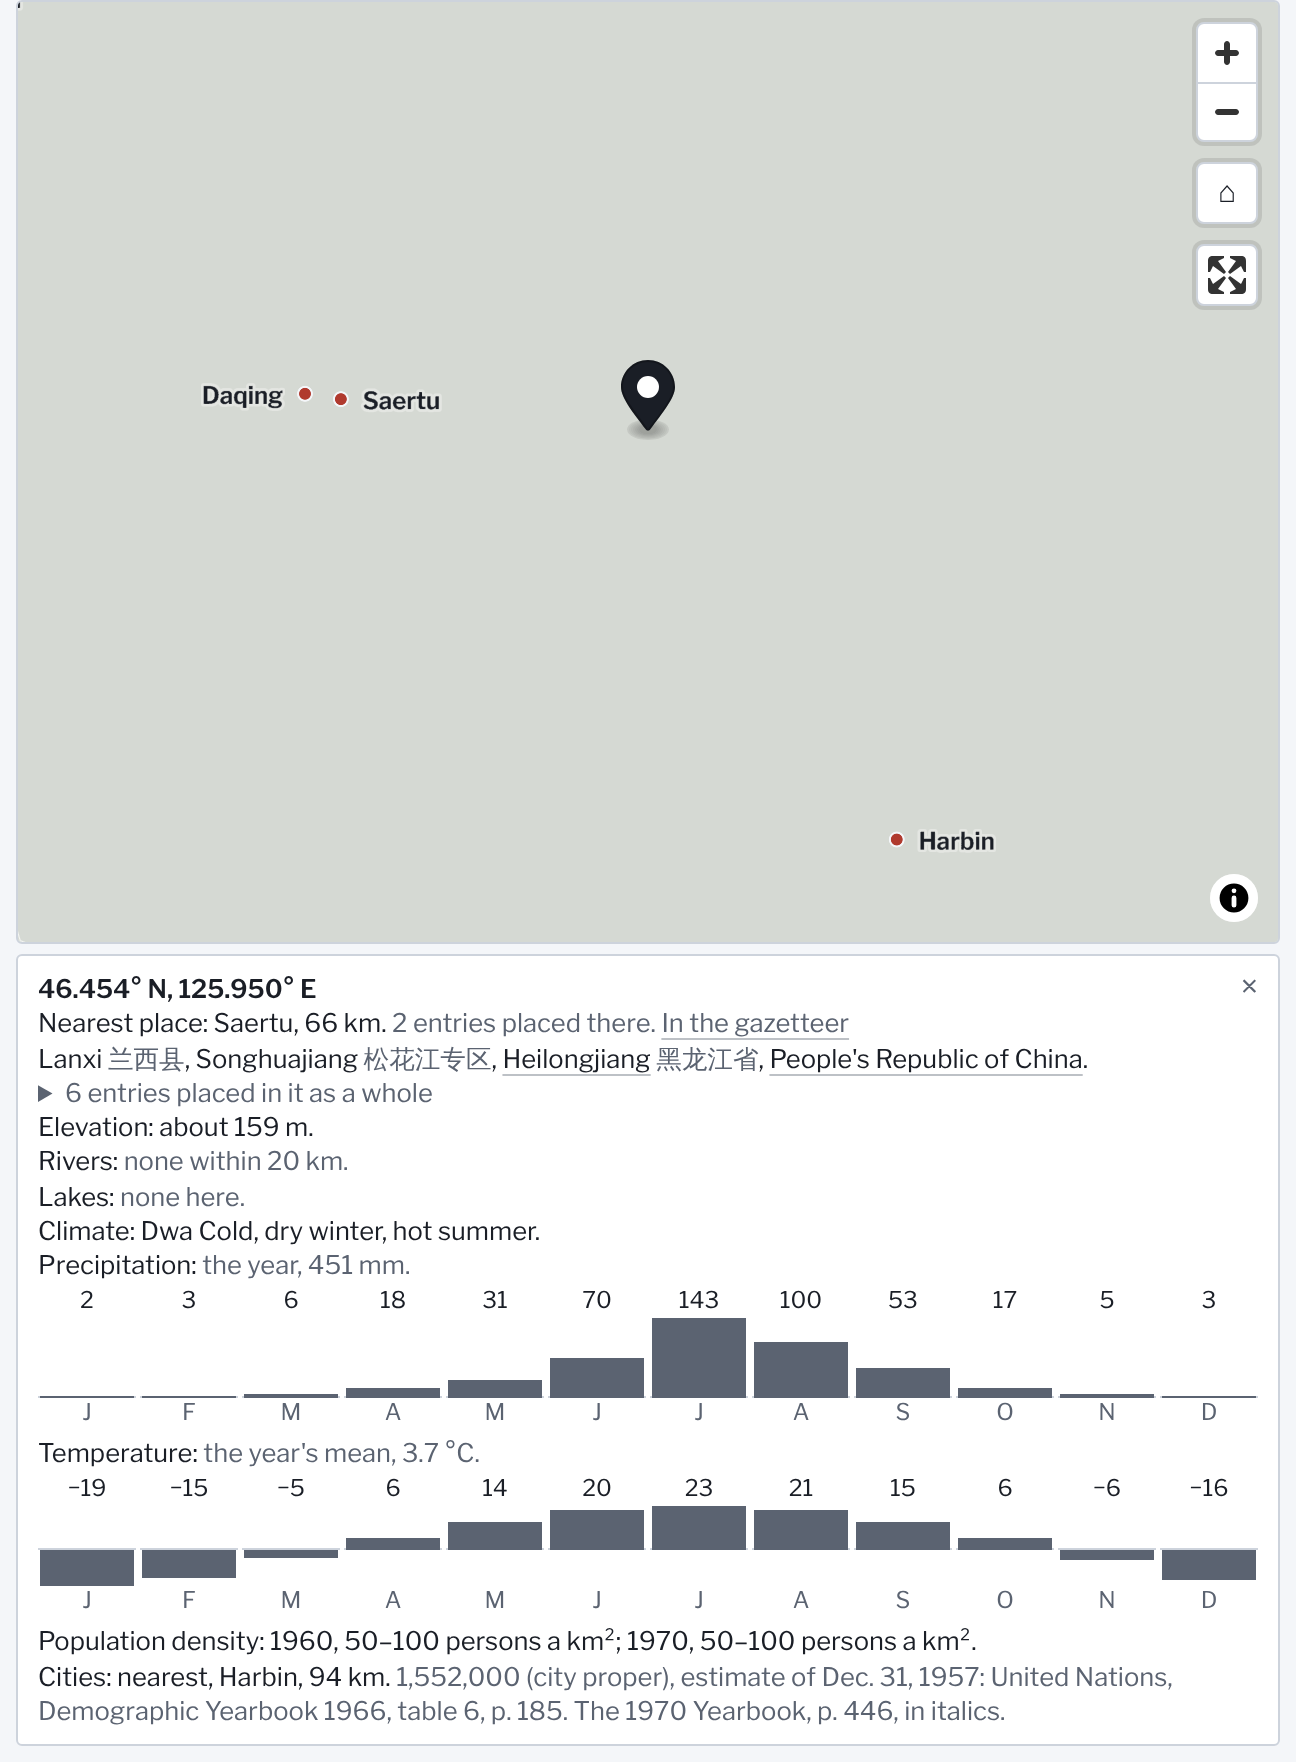 Daqing
Saertu
Harbin
46.454° N, 125.950° E
×
Nearest place: Saertu, 66 km. 2 entries placed there. In the gazetteer
Lanxi 兰西县, Songhuajiang 松花江专区, Heilongjiang 黑龙江省, People's Republic of China.
▶ 6 entries placed in it as a whole
Elevation: about 159 m.
Rivers: none within 20 km.
Lakes: none here.
Climate: Dwa Cold, dry winter, hot summer.
Precipitation: the year, 451 mm.
2 3 6 18 31 70 143 100 53 17 5 3
J F M A M J J A S O N D
Temperature: the year's mean, 3.7 °C.
−19 −15 −5 6 14 20 23 21 15 6 −6 −16
J F M A M J J A S O N D
Population density: 1960, 50–100 persons a km²; 1970, 50–100 persons a km².
Cities: nearest, Harbin, 94 km. 1,552,000 (city proper), estimate of Dec. 31, 1957: United Nations,
Demographic Yearbook 1966, table 6, p. 185. The 1970 Yearbook, p. 446, in italics.